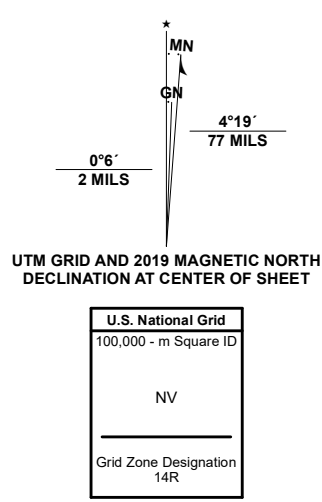 ★
MN
GN
4°19´
77 MILS
0°6´
2 MILS
UTM GRID AND 2019 MAGNETIC NORTH
DECLINATION AT CENTER OF SHEET
U.S. National Grid
100,000 - m Square ID
NV
Grid Zone Designation
14R